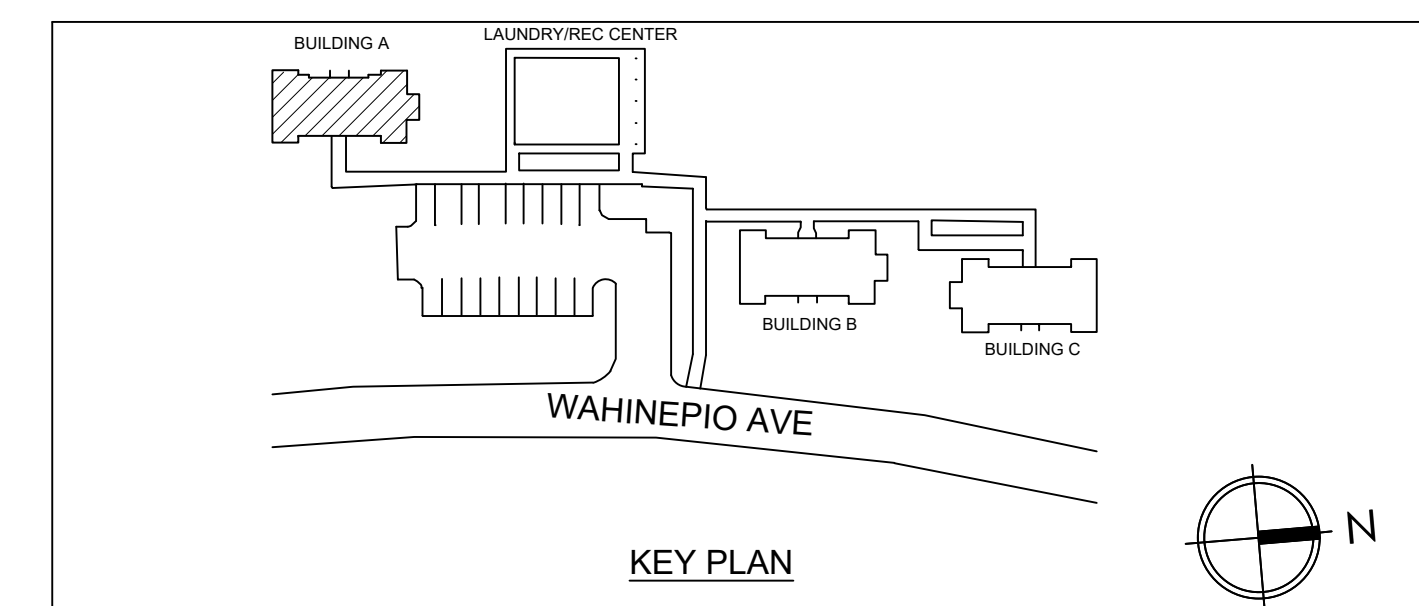 BUILDING A
LAUNDRY/REC CENTER
BUILDING B
BUILDING C
WAHINEPIO AVE
KEY PLAN
N